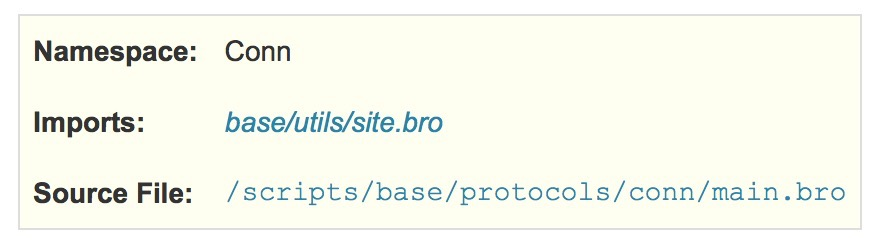 Namespace: Conn
Imports: base/utils/site.bro
Source File: /scripts/base/protocols/conn/main.bro